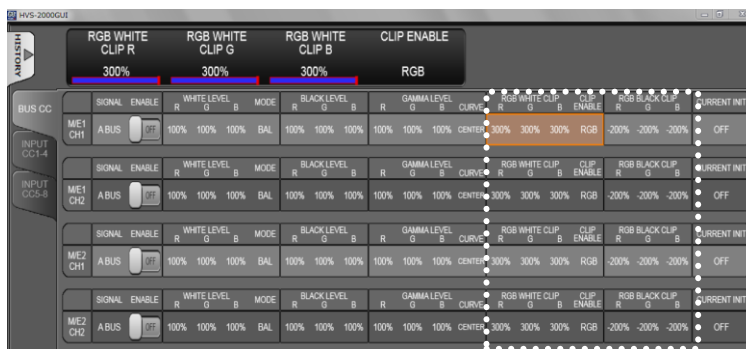 HVS-2000GUI
HISTORY
RGB WHITE CLIP R RGB WHITE CLIP G RGB WHITE CLIP B CLIP ENABLE
300% 300% 300% RGB
BUS CC
INPUT CC1-4
INPUT CC5-8
SIGNAL ENABLE WHITE LEVEL R G B MODE BLACK LEVEL R G B GAMMA LEVEL R G B CURVE RGB WHITE CLIP R G B CLIP ENABLE RGB BLACK CLIP R G B CURRENT INIT
M/E1 CH1 A BUS OFF 100% 100% 100% BAL 100% 100% 100% 100% 100% 100% CENTER 300% 300% 300% RGB -200% -200% -200% OFF
SIGNAL ENABLE WHITE LEVEL R G B MODE BLACK LEVEL R G B GAMMA LEVEL R G B CURVE RGB WHITE CLIP R G B CLIP ENABLE RGB BLACK CLIP R G B CURRENT INIT
M/E1 CH2 A BUS OFF 100% 100% 100% BAL 100% 100% 100% 100% 100% 100% CENTER 300% 300% 300% RGB -200% -200% -200% OFF
SIGNAL ENABLE WHITE LEVEL R G B MODE BLACK LEVEL R G B GAMMA LEVEL R G B CURVE RGB WHITE CLIP R G B CLIP ENABLE RGB BLACK CLIP R G B CURRENT INIT
M/E2 CH1 A BUS OFF 100% 100% 100% BAL 100% 100% 100% 100% 100% 100% CENTER 300% 300% 300% RGB -200% -200% -200% OFF
SIGNAL ENABLE WHITE LEVEL R G B MODE BLACK LEVEL R G B GAMMA LEVEL R G B CURVE RGB WHITE CLIP R G B CLIP ENABLE RGB BLACK CLIP R G B CURRENT INIT
M/E2 CH2 A BUS OFF 100% 100% 100% BAL 100% 100% 100% 100% 100% 100% CENTER 300% 300% 300% RGB -200% -200% -200% OFF